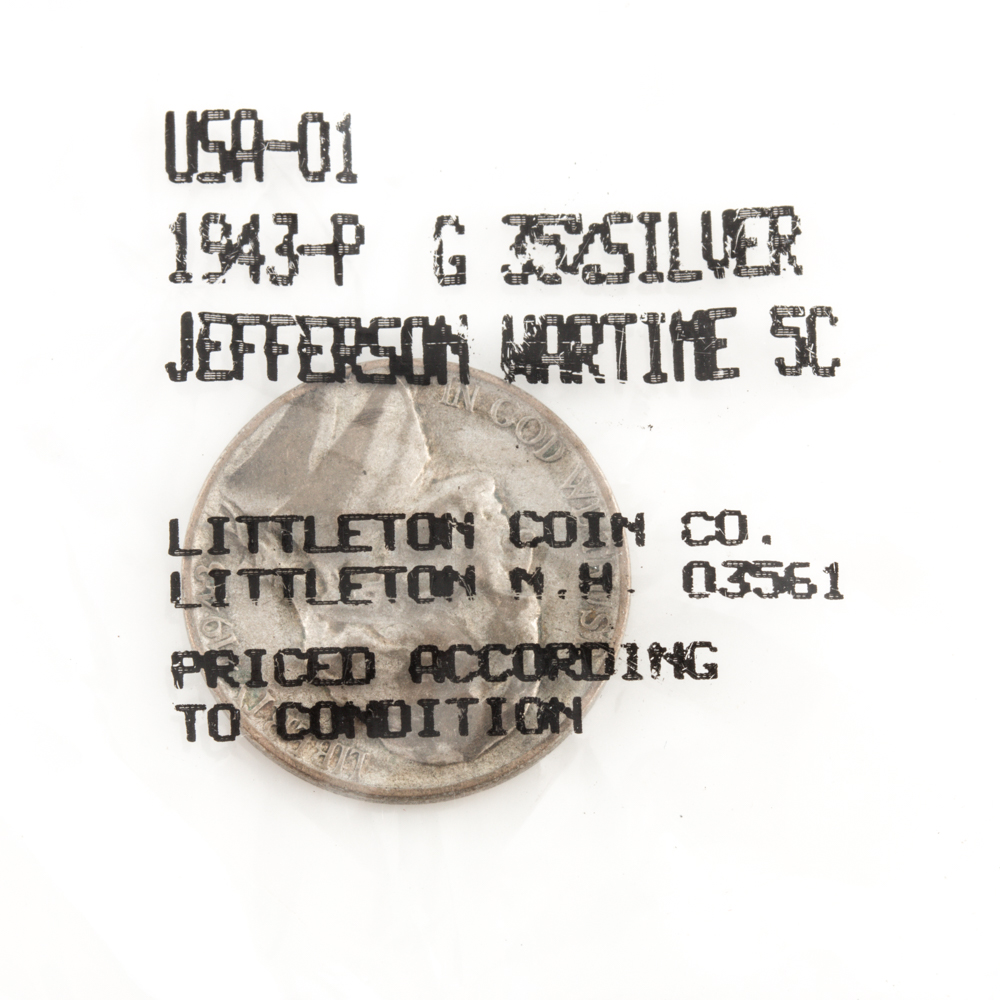 USA-01
1943-P G 35%SILVER
JEFFERSON WARTIME 5C
IN GOD WE
LITTLETON COIN CO.
LITTLETON N.H. 03561
PRICED ACCORDING
TO CONDITION